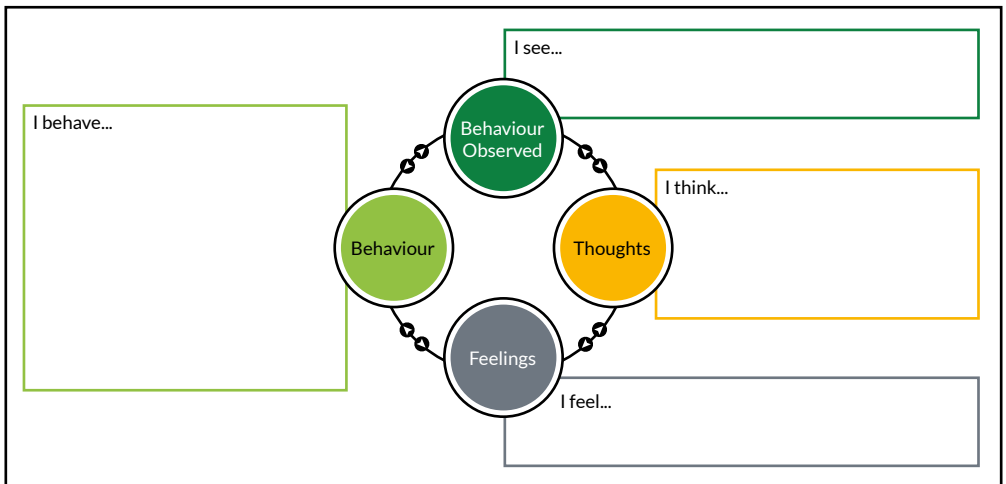 I see...
I behave...
Behaviour
Observed
I think...
Behaviour
Thoughts
Feelings
I feel...